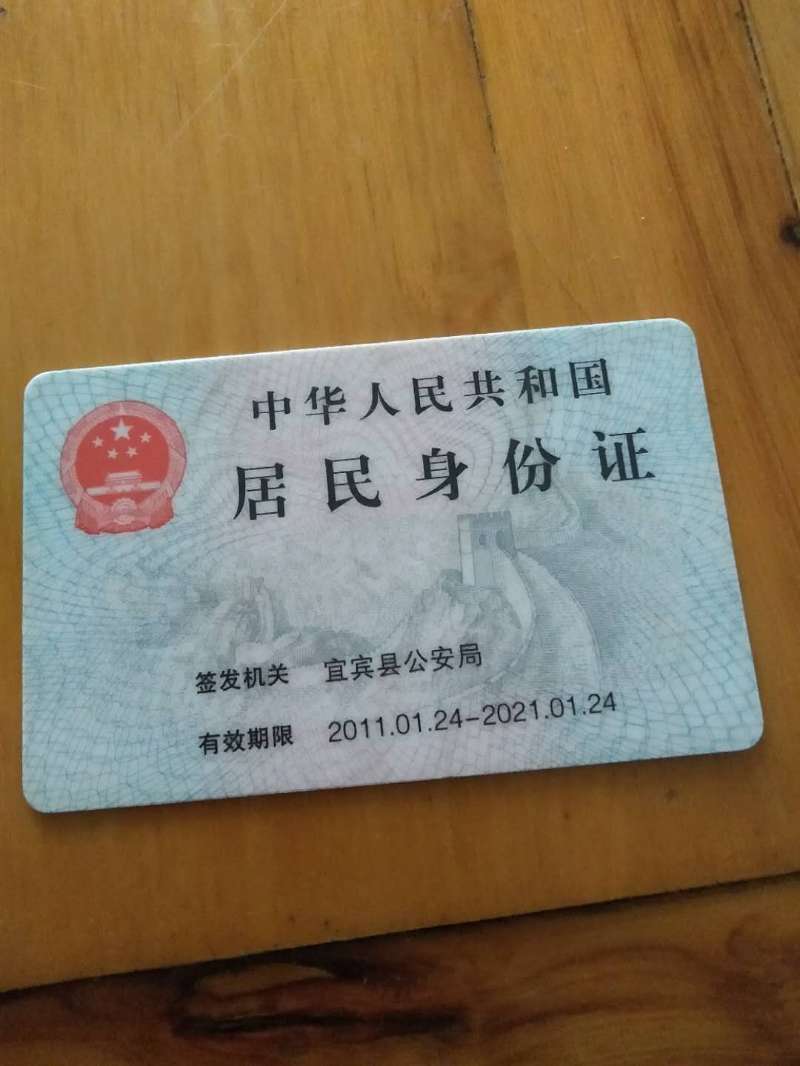 中华人民共和国
居民身份证
签发机关 宜宾县公安局
有效期限 2011.01.24-2021.01.24